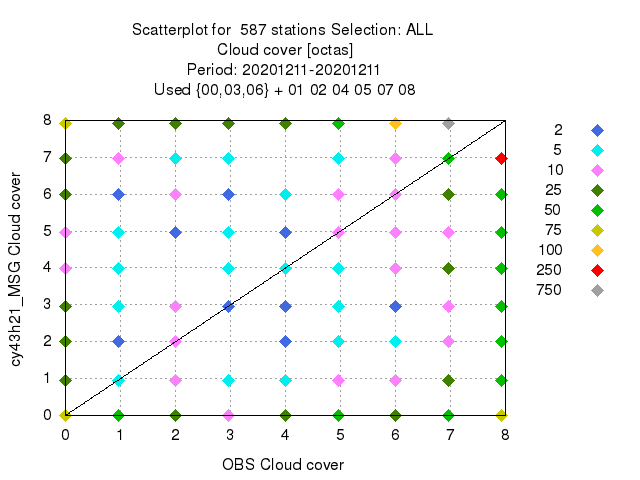 Scatterplot for 587 stations Selection: ALL
Cloud cover [octas]
Period: 20201211-20201211
Used {00,03,06} + 01 02 04 05 07 08
8
7
6
5
4
3
2
1
0
cy43h21_MSG Cloud cover
0 1 2 3 4 5 6 7 8
OBS Cloud cover
2
5
10
25
50
75
100
250
750